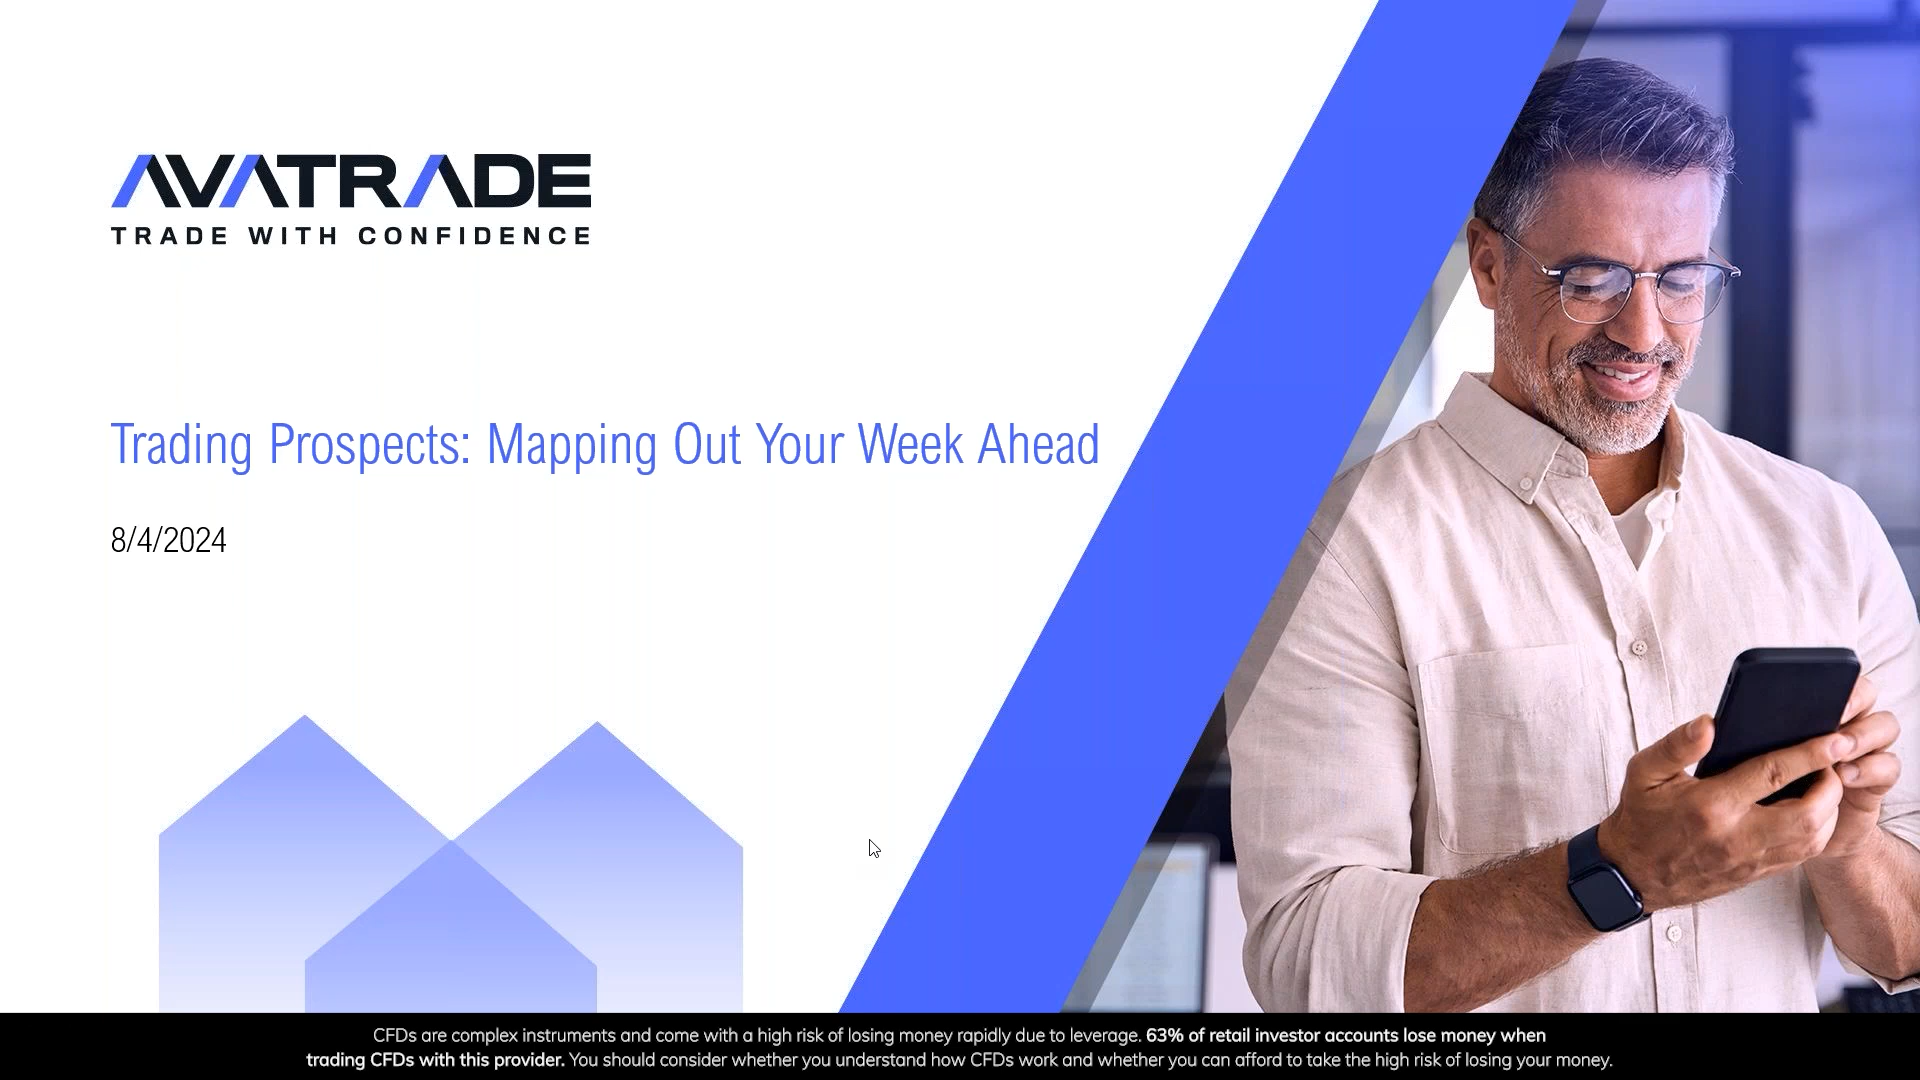 AVATRADE
TRADE WITH CONFIDENCE
Trading Prospects: Mapping Out Your Week Ahead
8/4/2024
CFDs are complex instruments and come with a high risk of losing money rapidly due to leverage. 63% of retail investor accounts lose money when
trading CFDs with this provider. You should consider whether you understand how CFDs work and whether you can afford to take the high risk of losing your money.